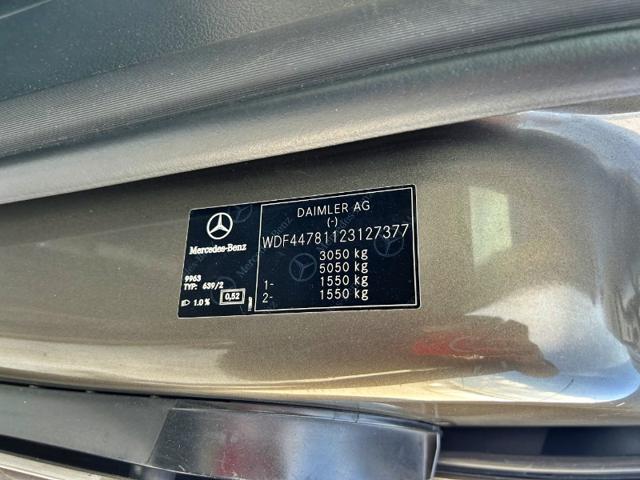 DAIMLER AG
(-)
Mercedes-Benz
WDF44781123127377
3050 kg
5050 kg
1- 1550 kg
2- 1550 kg
9963
TYP: 639/2
1.0 % 0,52